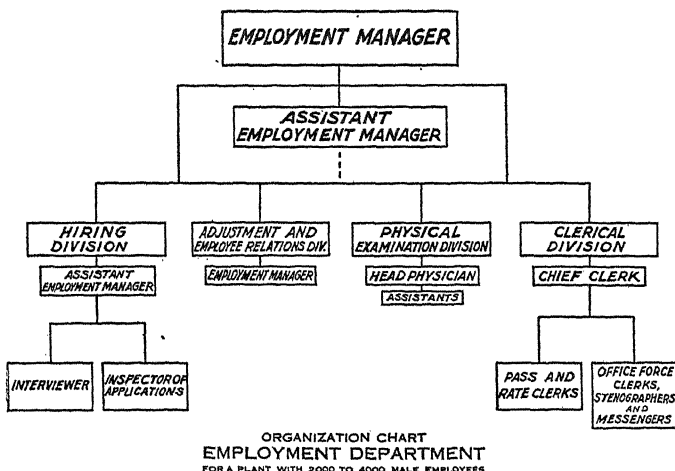 EMPLOYMENT MANAGER
ASSISTANT
EMPLOYMENT MANAGER
HIRING
DIVISION
ASSISTANT
EMPLOYMENT MANAGER
INTERVIEWER
INSPECTOR OF
APPLICATIONS
ADJUSTMENT AND
EMPLOYEE RELATIONS DIV.
EMPLOYMENT MANAGER
PHYSICAL
EXAMINATION DIVISION
HEAD PHYSICIAN
ASSISTANTS
CLERICAL
DIVISION
CHIEF CLERK
PASS AND
RATE CLERKS
OFFICE FORCE
CLERKS,
STENOGRAPHERS
AND
MESSENGERS
ORGANIZATION CHART
EMPLOYMENT DEPARTMENT
FOR A PLANT WITH 2000 TO 4000 MALE EMPLOYEES